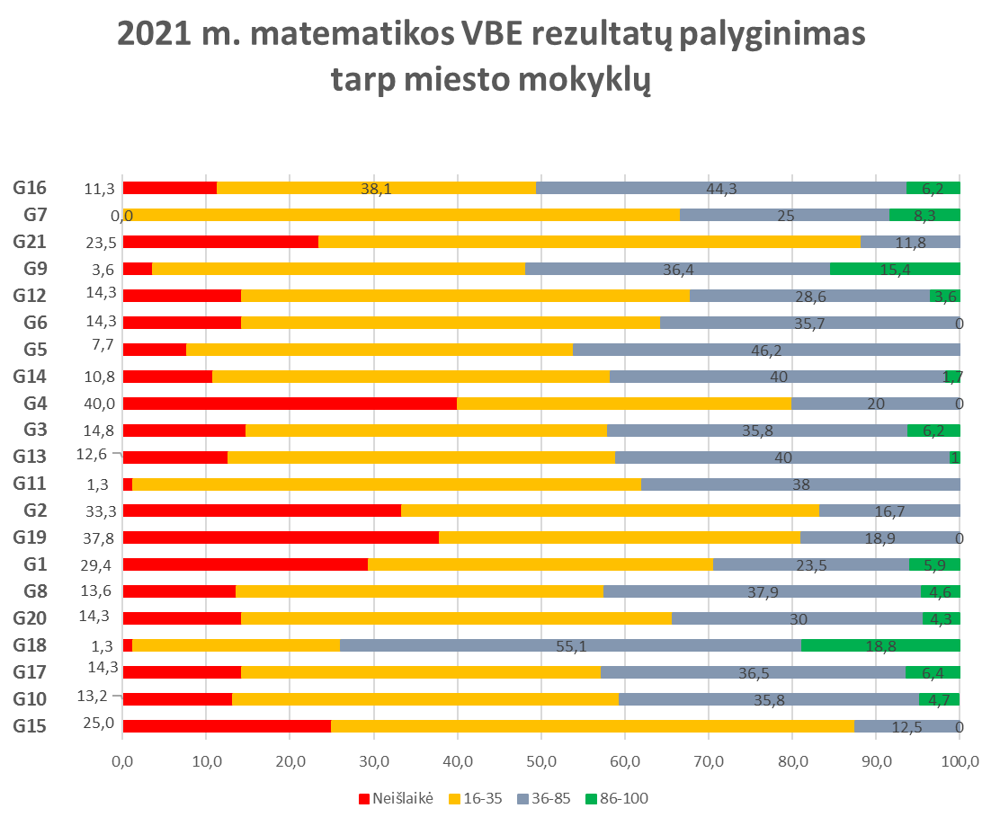 2021 m. matematikos VBE rezultatų palyginimas
tarp miesto mokyklų
G16 11,3 38,1 44,3 6,2
G7 0,0 25 8,3
G21 23,5 11,8
G9 3,6 36,4 15,4
G12 14,3 28,6 3,6
G6 14,3 35,7 0
G5 7,7 46,2
G14 10,8 40 1,7
G4 40,0 20 0
G3 14,8 35,8 6,2
G13 12,6 40 1
G11 1,3 38
G2 33,3 16,7
G19 37,8 18,9 0
G1 29,4 23,5 5,9
G8 13,6 37,9 4,6
G20 14,3 30 4,3
G18 1,3 55,1 18,8
G17 14,3 36,5 6,4
G10 13,2 35,8 4,7
G15 25,0 12,5 0
0,0 10,0 20,0 30,0 40,0 50,0 60,0 70,0 80,0 90,0 100,0
Neišlaikė 16-35 36-85 86-100